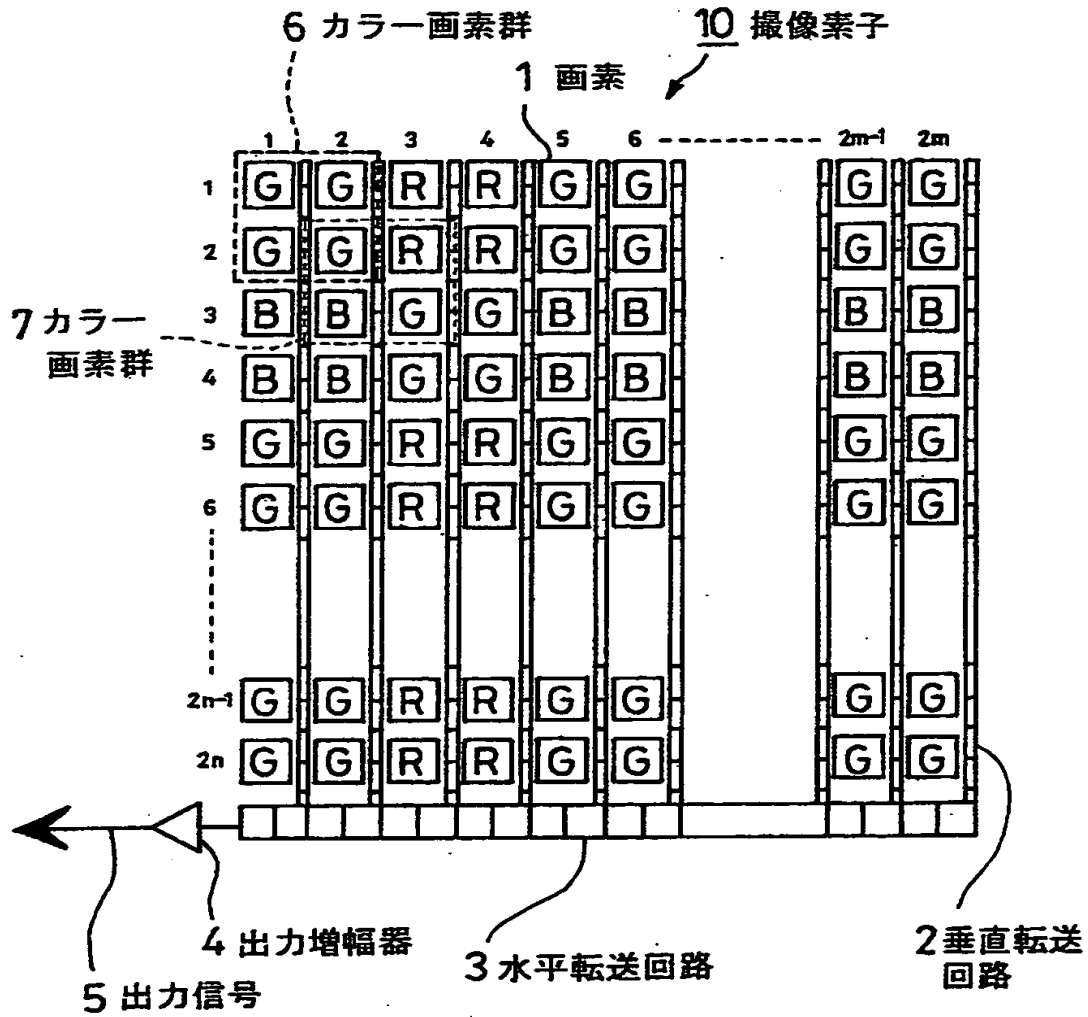 6 カラー画素群
10 撮像素子
1 画素
1 2 3 4 5 6 2m-1 2m
1 G G R R G G G G
2 G G R R G G G G
3 B B G G B B B B
7 カラー
画素群
4 B B G G B B B B
5 G G R R G G G G
6 G G R R G G G G
2n-1 G G R R G G G G
2n G G R R G G G G
4 出力増幅器
5 出力信号
3 水平転送回路
2 垂直転送
回路